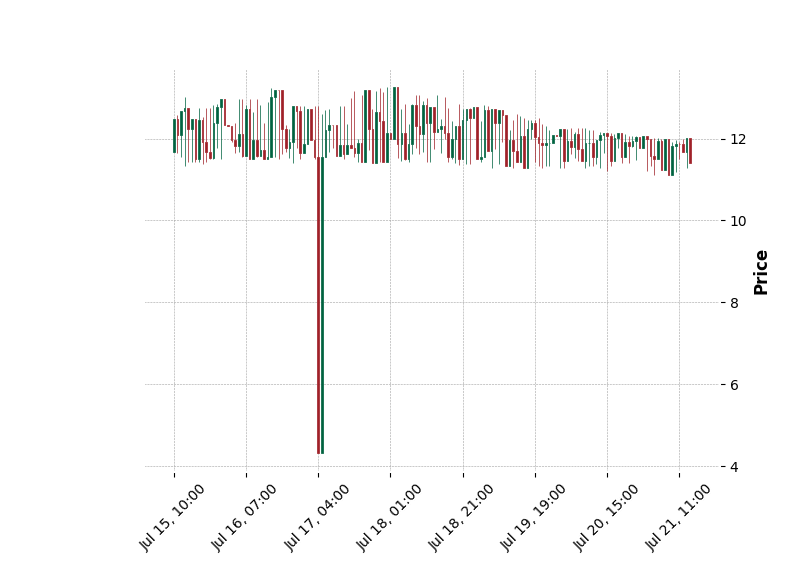 12
10
8
6
4
Price
Jul 15, 10:00
Jul 16, 07:00
Jul 17, 04:00
Jul 18, 01:00
Jul 18, 21:00
Jul 19, 19:00
Jul 20, 15:00
Jul 21, 11:00